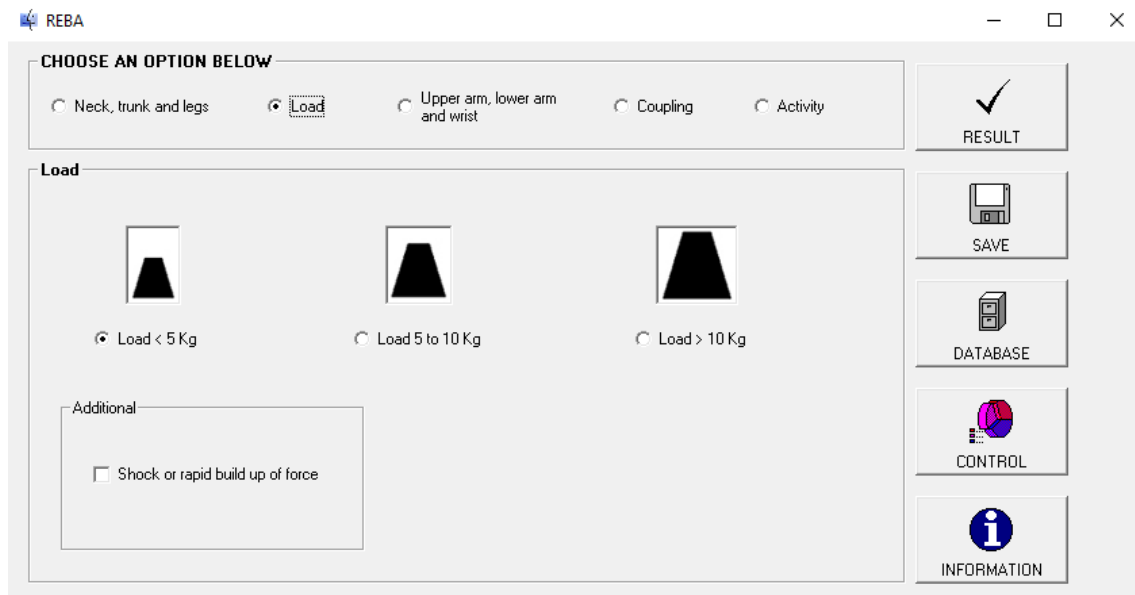 REBA
CHOOSE AN OPTION BELOW
Neck, trunk and legs
Load
Upper arm, lower arm
and wrist
Coupling
Activity
RESULT
Load
SAVE
Load < 5 Kg
Load 5 to 10 Kg
Load > 10 Kg
DATABASE
Additional
Shock or rapid build up of force
CONTROL
INFORMATION